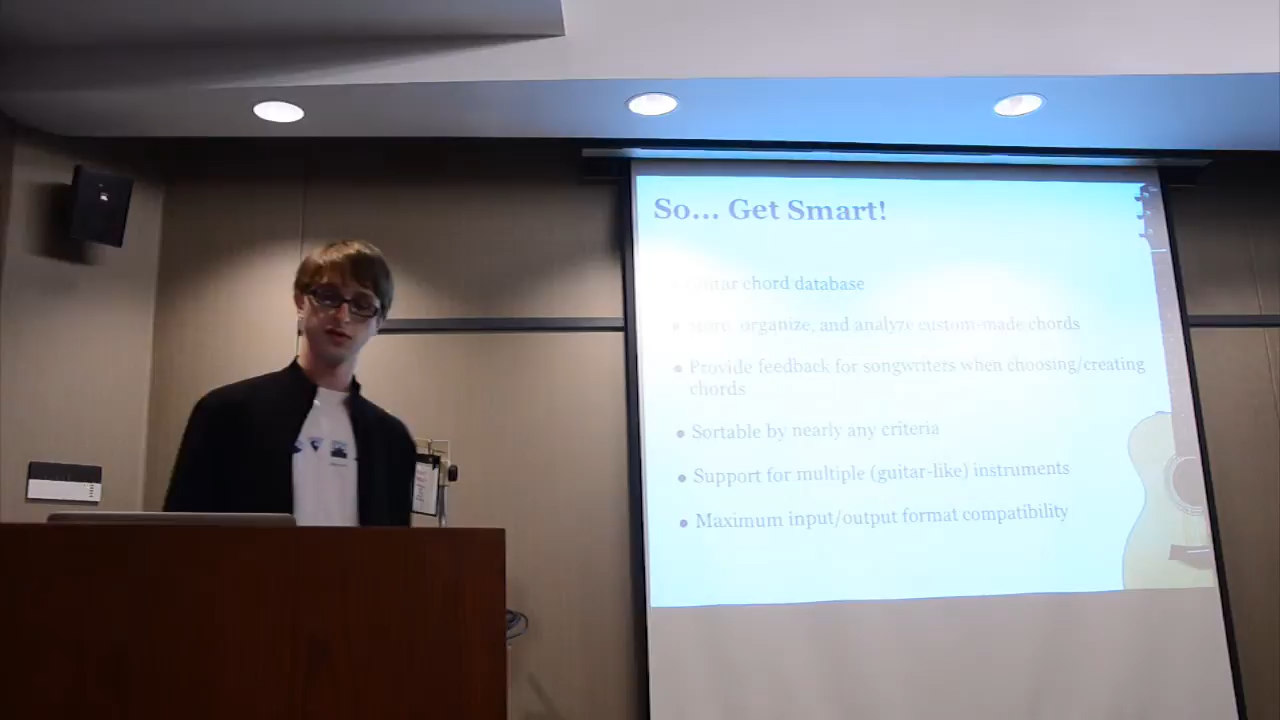 So... Get Smart!
Guitar chord database
Store, organize, and analyze custom-made chords
Provide feedback for songwriters when choosing/creating
chords
Sortable by nearly any criteria
Support for multiple (guitar-like) instruments
Maximum input/output format compatibility